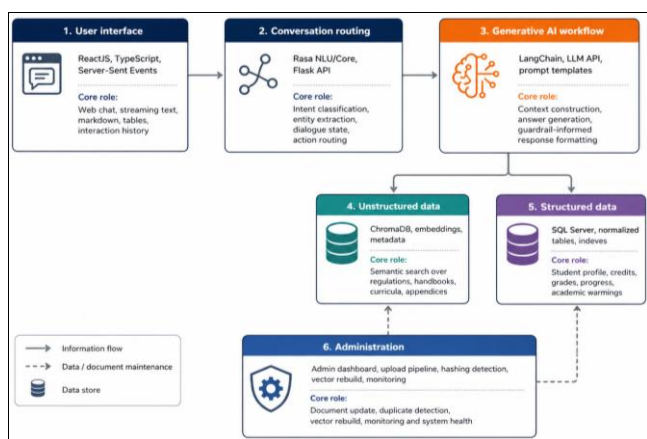 1. User interface
ReactJS, TypeScript,
Server-Sent Events
Core role:
Web chat, streaming text,
markdown, tables,
interaction history
2. Conversation routing
Rasa NLU/Core,
Flask API
Core role:
Intent classification,
entity extraction,
dialogue state,
action routing
3. Generative AI workflow
LangChain, LLM API,
prompt templates
Core role:
Context construction,
answer generation,
guardrail-informed
response formatting
4. Unstructured data
ChromaDB, embeddings,
metadata
Core role:
Semantic search over
regulations, handbooks,
curricula, appendices
5. Structured data
SQL Server, normalized
tables, indeves
Core role:
Student profile, credits,
grades, progress,
academic warmings
6. Administration
Admin dashboard, upload pipeline, hashing detection,
vector rebuild, monitoring
Core role:
Document update, duplicate detection,
vector rebuild, monitoring and system health
Information flow
Data / document maintenance
Data store